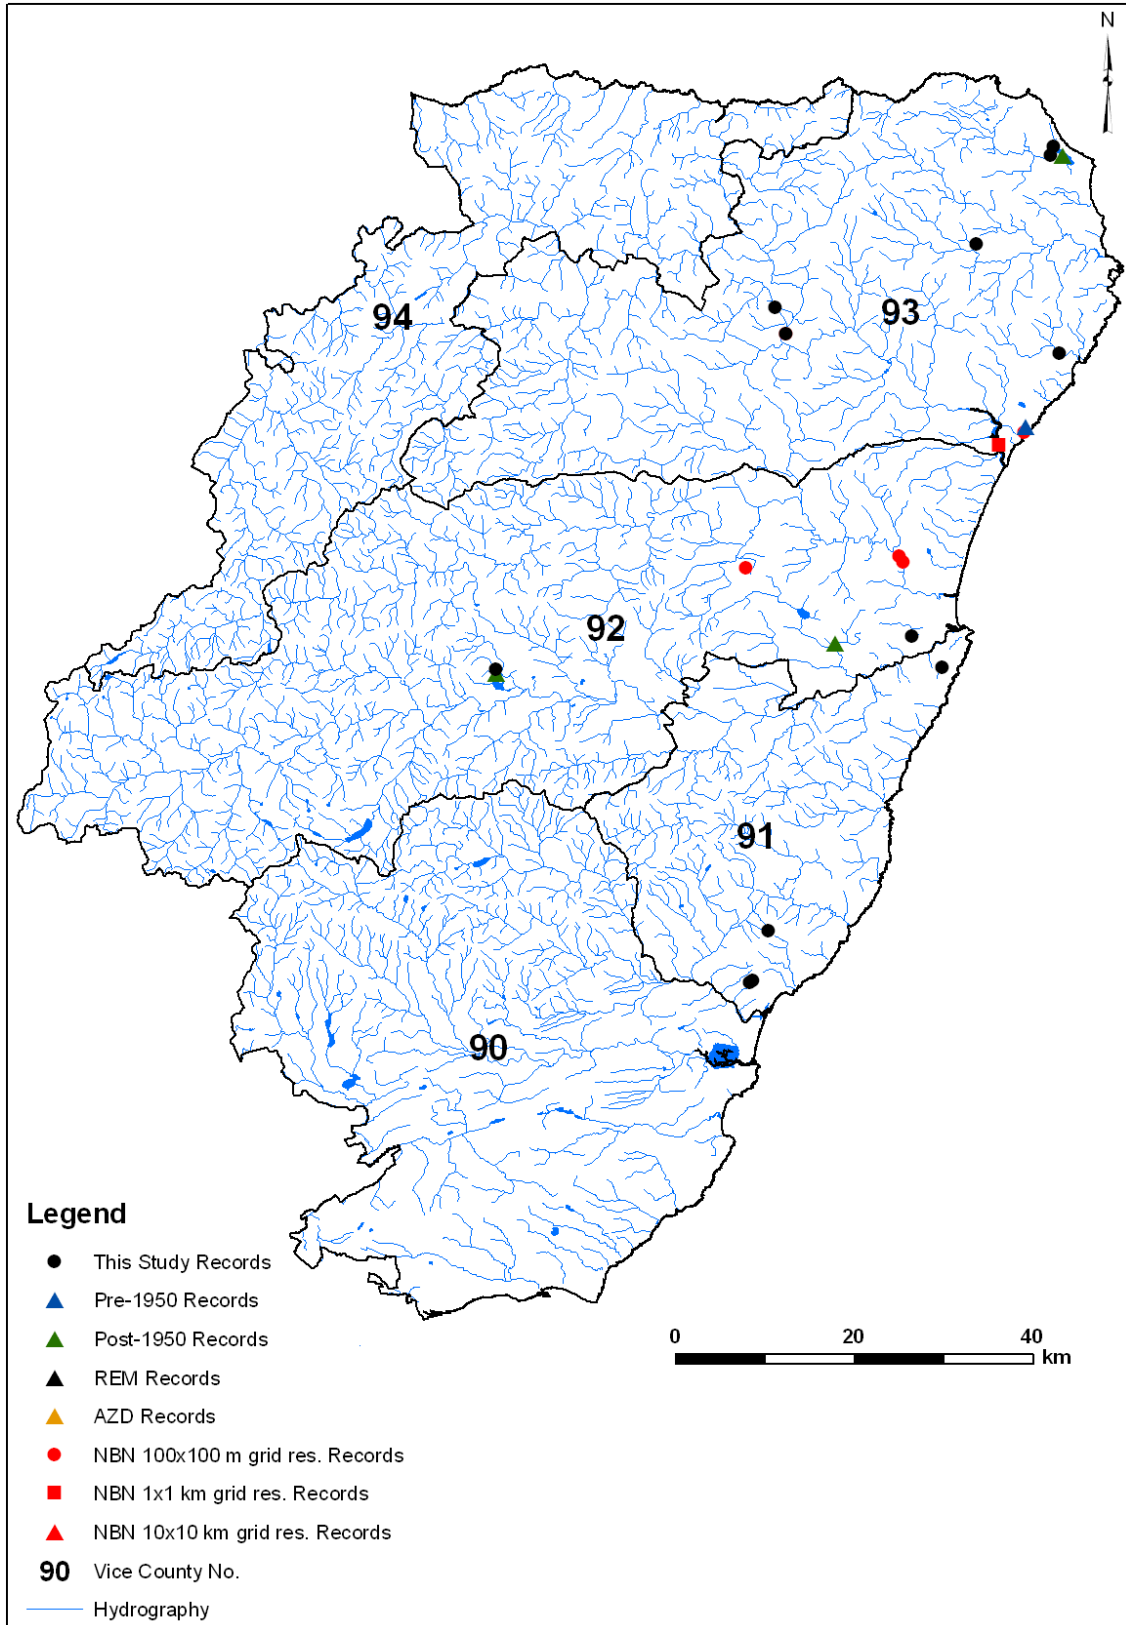 N
94
93
92
91
90
Legend
This Study Records
Pre-1950 Records
Post-1950 Records
REM Records
AZD Records
NBN 100x100 m grid res. Records
NBN 1x1 km grid res. Records
NBN 10x10 km grid res. Records
90 Vice County No.
Hydrography
0 20 40
km